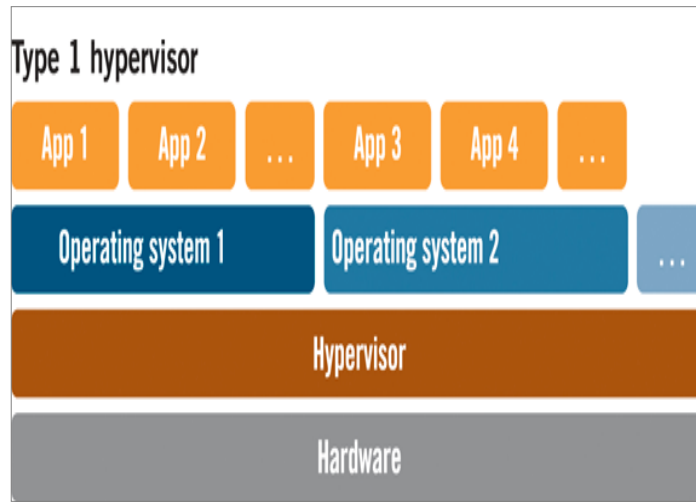 Type 1 hypervisor
App 1 App 2 ... App 3 App 4 ...
Operating system 1 Operating system 2 ...
Hypervisor
Hardware